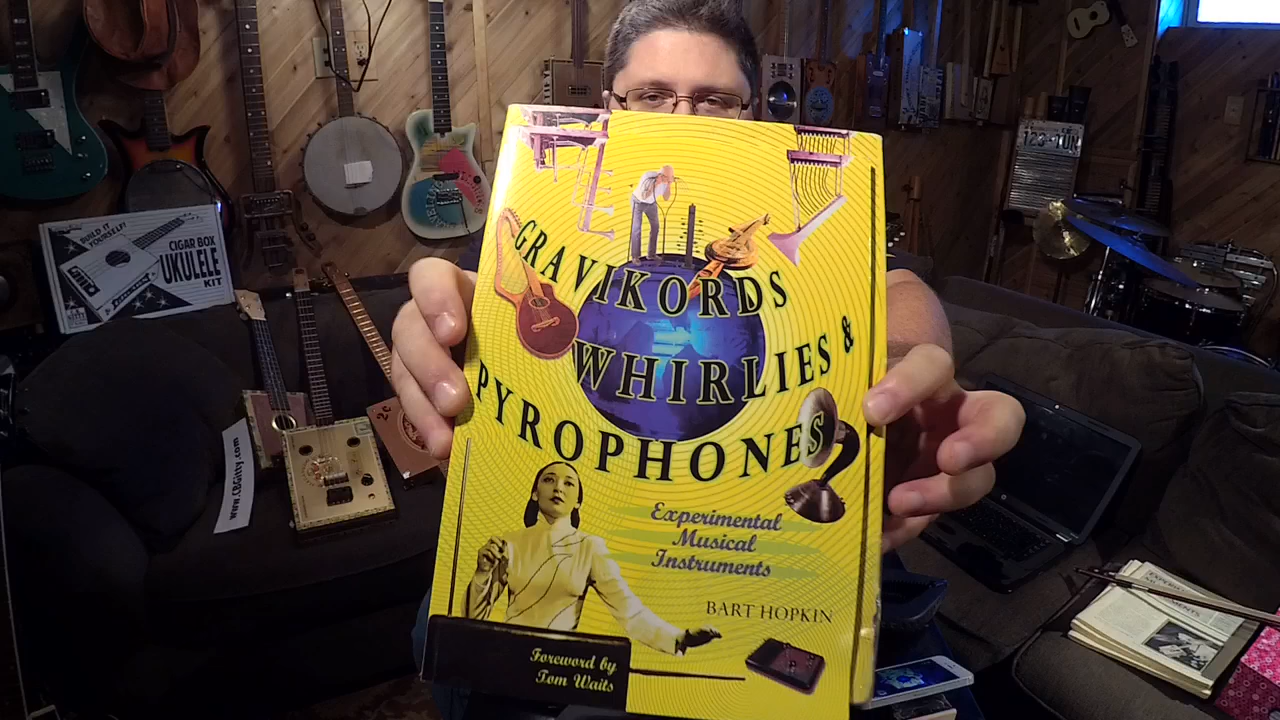 BUILD IT
YOURSELF!
CIGAR BOX
UKULELE
KIT
www.CBGitty.com
2¢
GRAVIKORDS
WHIRLIES &
PYROPHONES
Experimental
Musical
Instruments
BART HOPKIN
Foreword by
Tom Waits